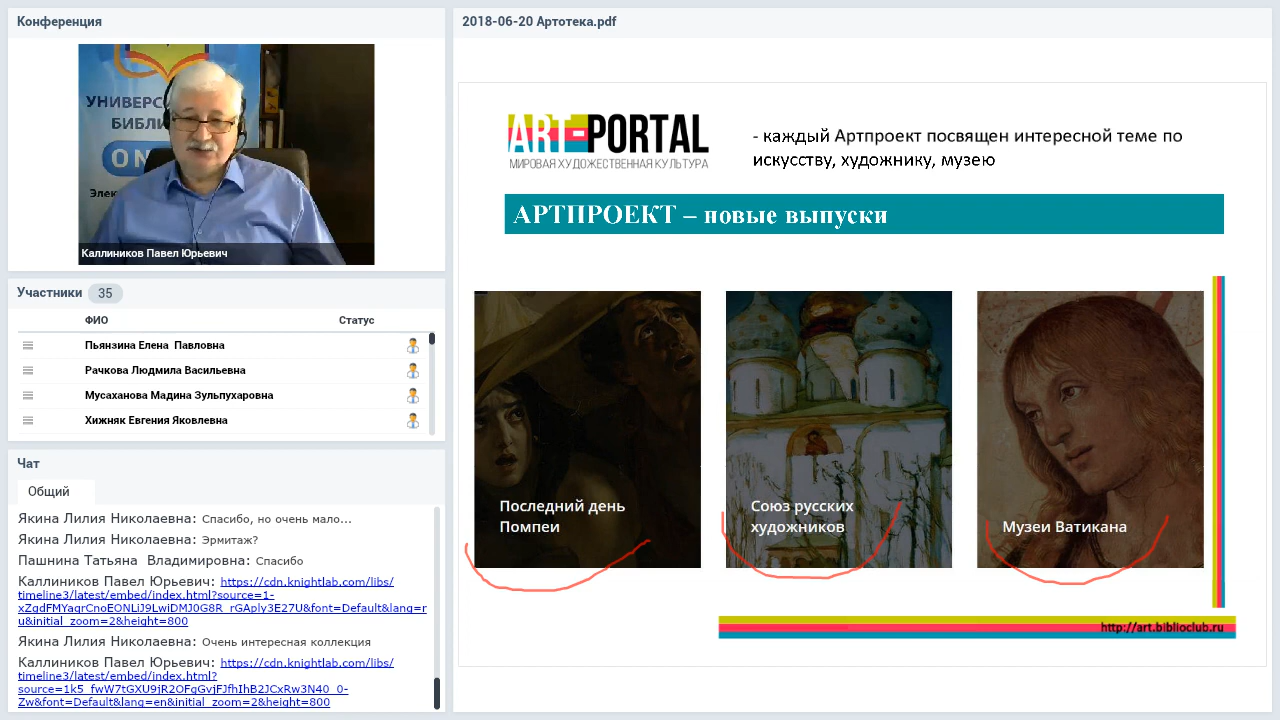 Конференция
УНИВЕРС
БИБЛИ
ON
Элек
Каллиников Павел Юрьевич
Участники 35
ФИО Статус
Пьянзина Елена Павловна
Рачкова Людмила Васильевна
Мусаханова Мадина Зульпухаровна
Хижняк Евгения Яковлевна
Чат
Общий
Якина Лилия Николаевна: Спасибо, но очень мало...
Якина Лилия Николаевна: Эрмитаж?
Пашнина Татьяна Владимировна: Спасибо
Каллиников Павел Юрьевич: https://cdn.knightlab.com/libs/
timeline3/latest/embed/index.html?source=1-
xZgdFMYaqrCnoEONLiJ9LwiDMJ0G8R_rGAply3E27U&font=Default&lang=r
u&initial_zoom=2&height=800
Якина Лилия Николаевна: Очень интересная коллекция
Каллиников Павел Юрьевич: https://cdn.knightlab.com/libs/
timeline3/latest/embed/index.html?
source=1k5_fwW7tGXU9jR2OFqGvjFJfhIhB2JCxRw3N40_0-
Zw&font=Default&lang=en&initial_zoom=2&height=800
2018-06-20 Артотека.pdf
ART-PORTAL
МИРОВАЯ ХУДОЖЕСТВЕННАЯ КУЛЬТУРА
- каждый Артпроект посвящен интересной теме по
искусству, художнику, музею
АРТПРОЕКТ – новые выпуски
Последний день
Помпеи
Союз русских
художников
Музеи Ватикана
http://art.biblioclub.ru